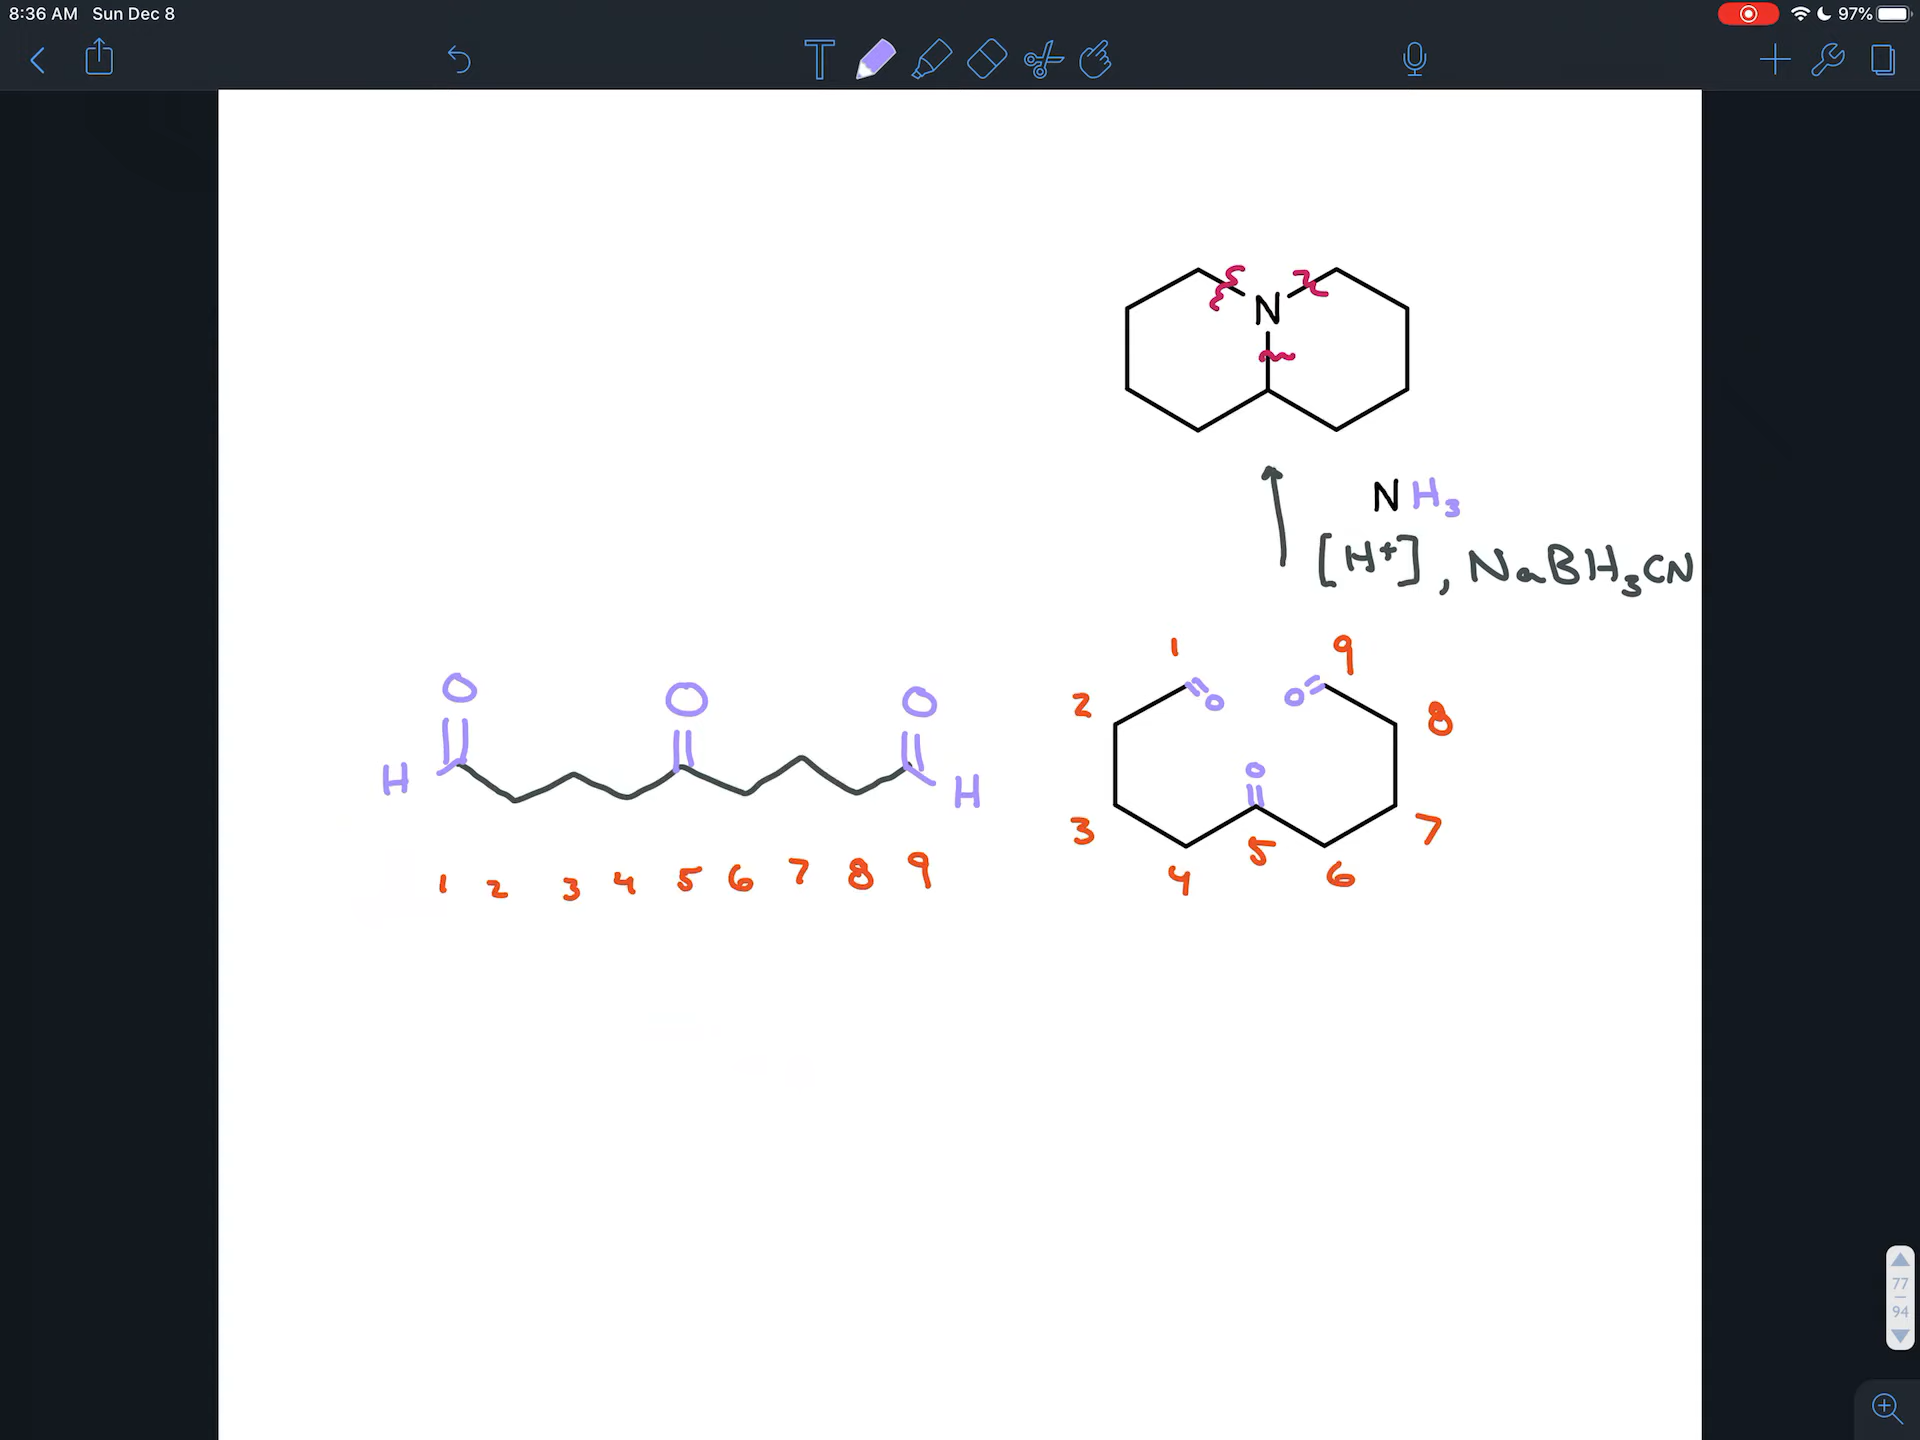 8:36 AM Sun Dec 8
97%
T
N
NH₃
[H⁺], NaBH₃CN
1 9
O O O
2 O O 8
H H
O
3 5 7
1 2 3 4 5 6 7 8 9
4 6
77
94